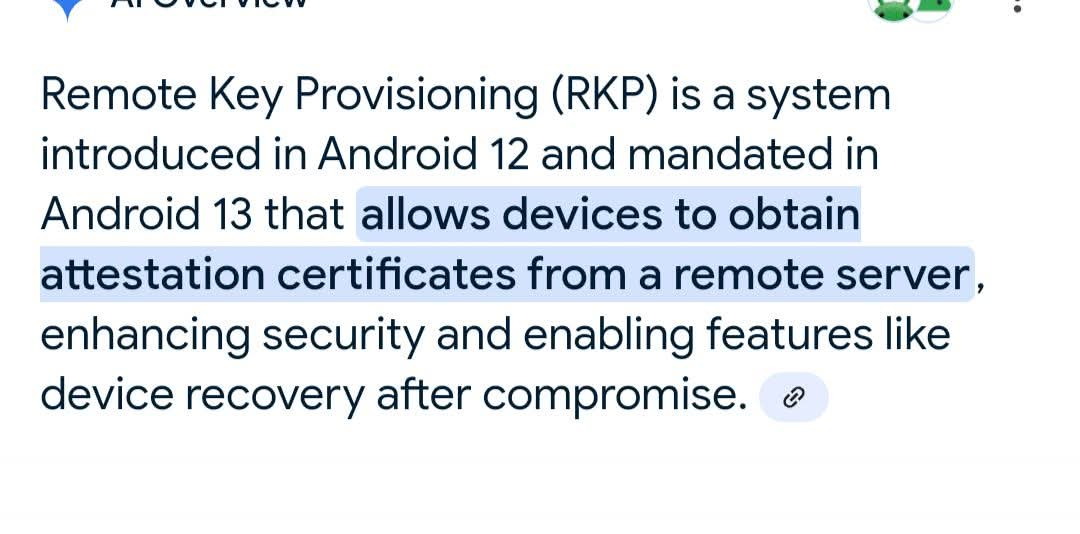 AI Overview
Remote Key Provisioning (RKP) is a system
introduced in Android 12 and mandated in
Android 13 that allows devices to obtain
attestation certificates from a remote server,
enhancing security and enabling features like
device recovery after compromise.